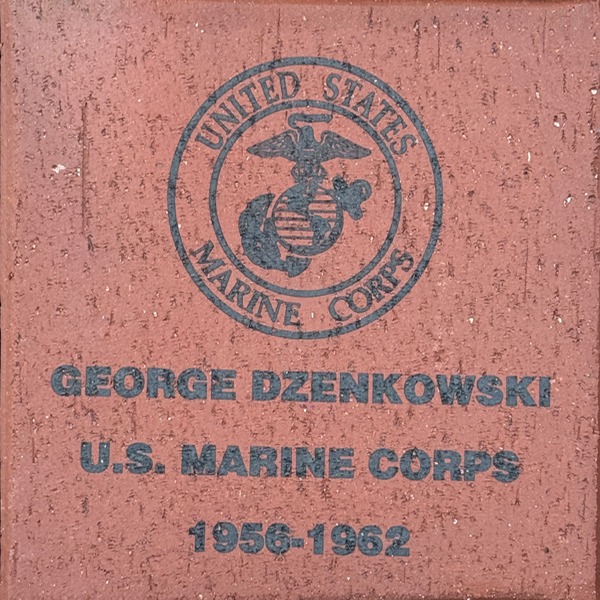 UNITED STATES
MARINE CORPS
GEORGE DZENKOWSKI
U.S. MARINE CORPS
1956-1962